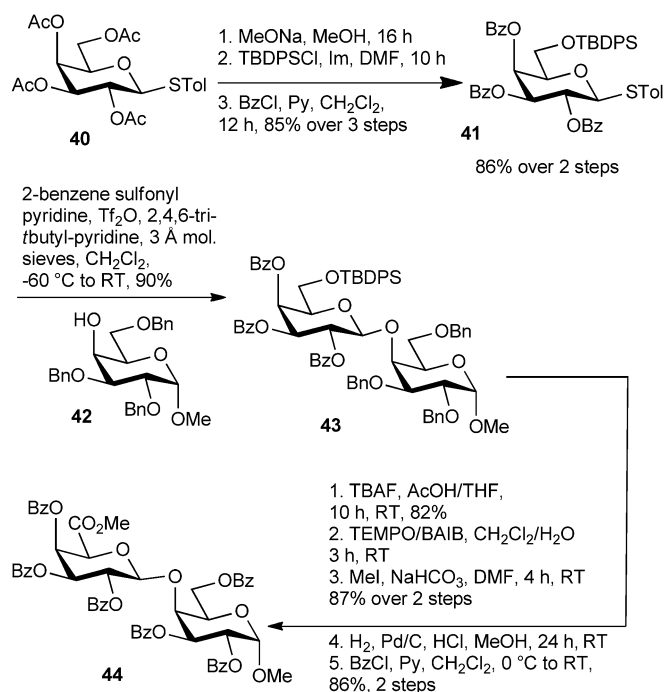 AcO
OAc
O
STol
AcO
OAc
40
1. MeONa, MeOH, 16 h
2. TBDPSCl, Im, DMF, 10 h
3. BzCl, Py, CH2Cl2,
12 h, 85% over 3 steps
BzO
OTBDPS
O
STol
BzO
OBz
41
86% over 2 steps
2-benzene sulfonyl
pyridine, Tf2O, 2,4,6-tri-
tbutyl-pyridine, 3 Å mol.
sieves, CH2Cl2,
-60 °C to RT, 90%
HO
OBn
O
BnO
BnO
OMe
42
BzO
OTBDPS
O
O
OBn
BzO
BzO
O
BnO
BnO
OMe
43
1. TBAF, AcOH/THF,
10 h, RT, 82%
2. TEMPO/BAIB, CH2Cl2/H2O
3 h, RT
3. MeI, NaHCO3, DMF, 4 h, RT
87% over 2 steps
4. H2, Pd/C, HCl, MeOH, 24 h, RT
5. BzCl, Py, CH2Cl2, 0 °C to RT,
86%, 2 steps
BzO
CO2Me
O
O
OBz
BzO
BzO
O
BzO
BzO
OMe
44